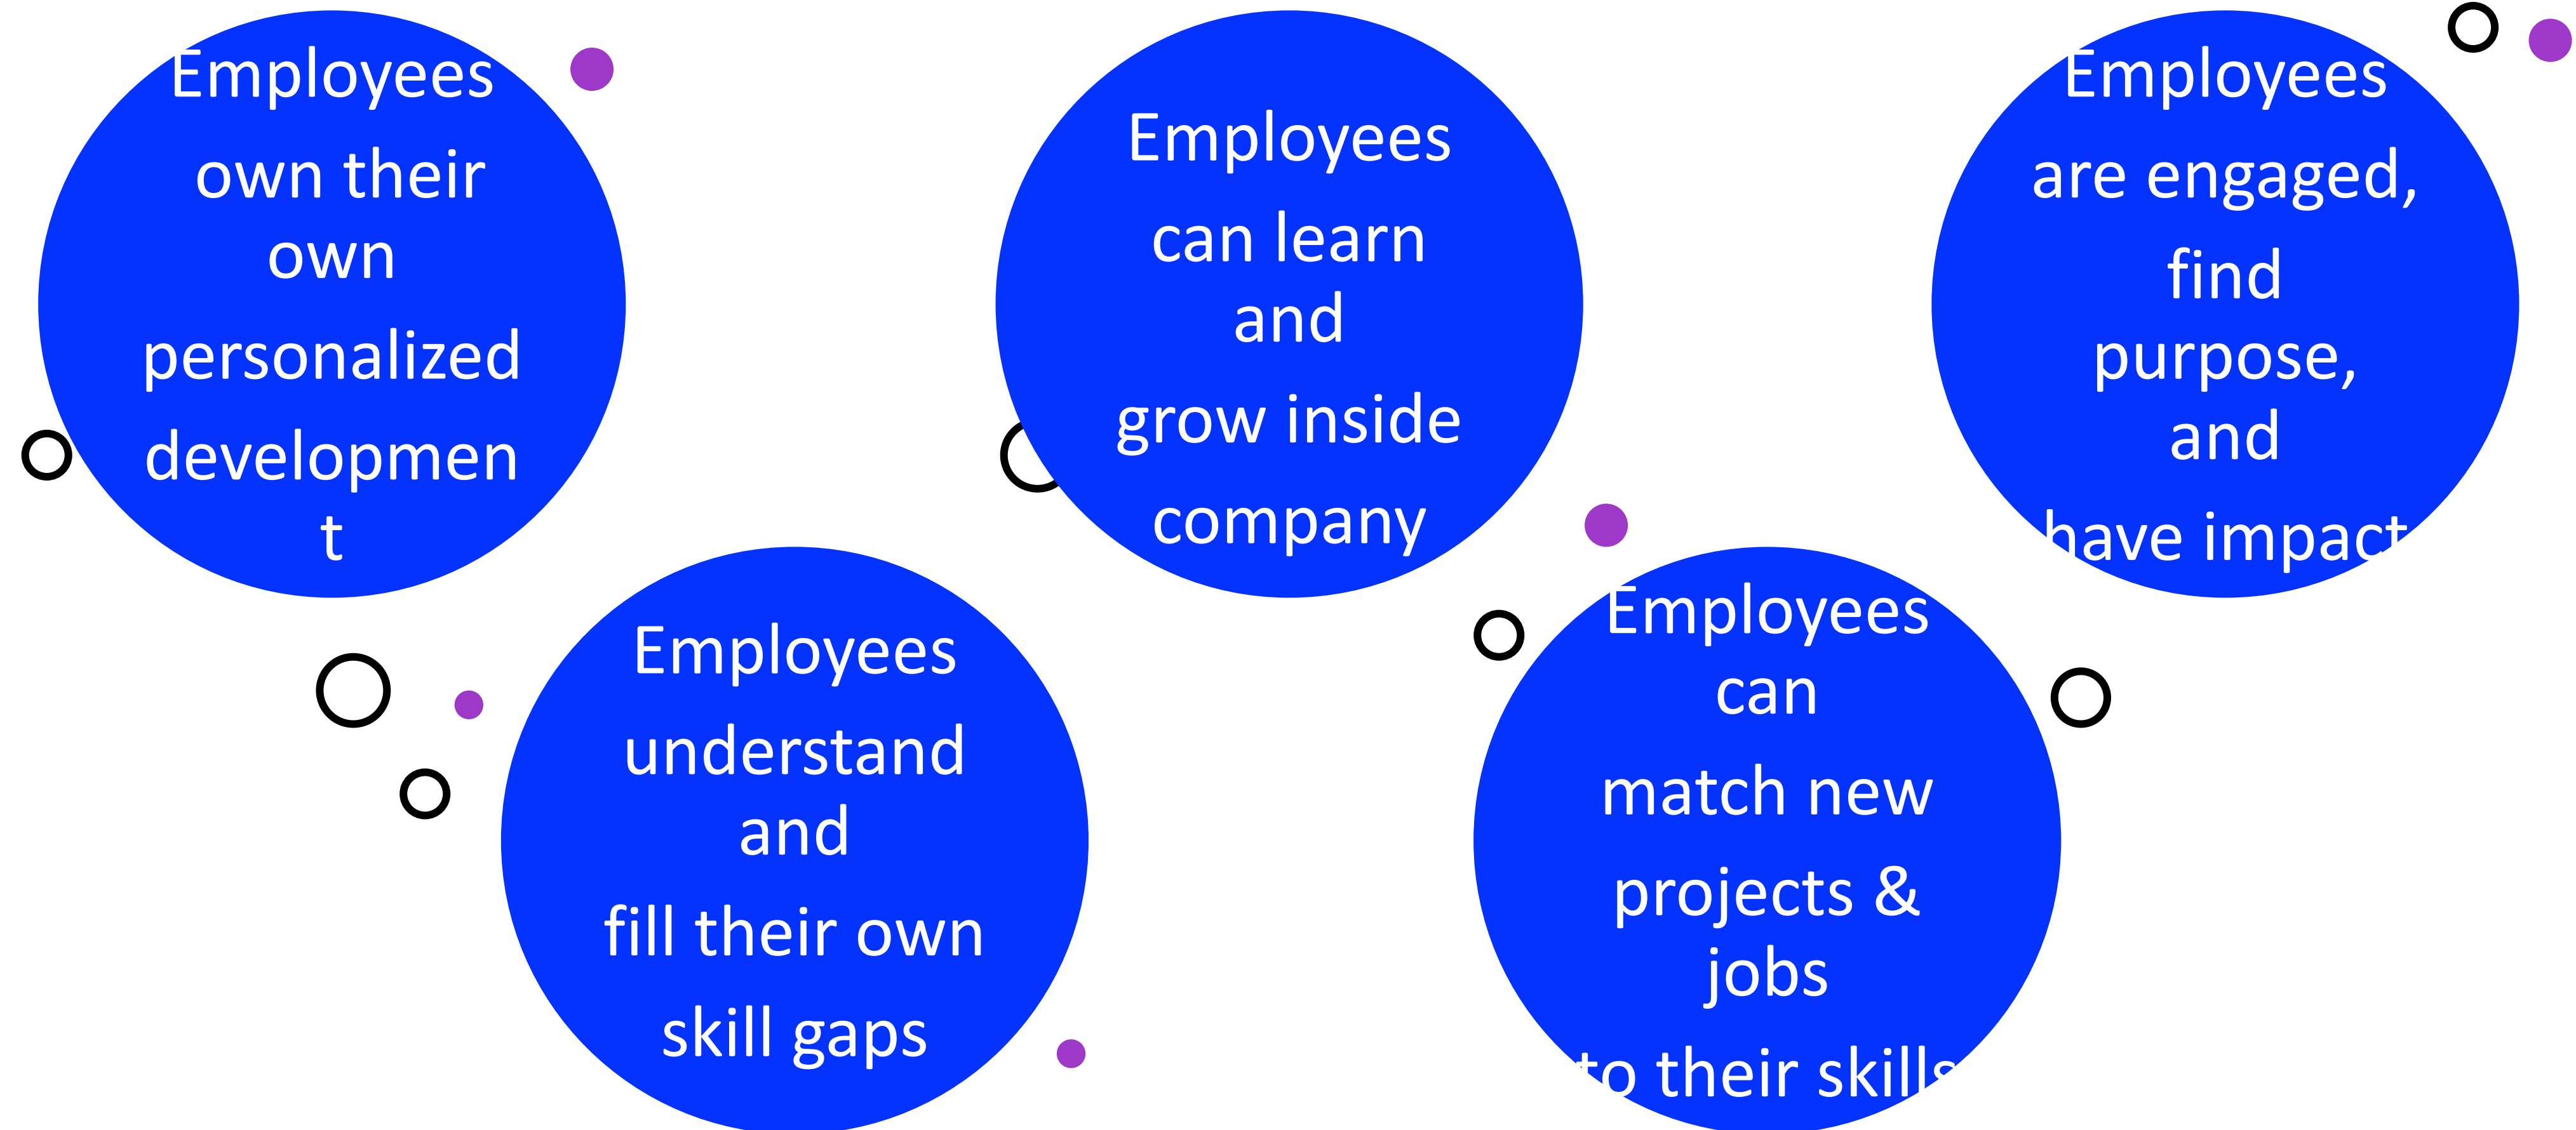 Employees
own their
own
personalized
developmen
t
Employees
understand
and
fill their own
skill gaps
Employees
can learn
and
grow inside
company
Employees
can
match new
projects &
jobs
to their skills
Employees
are engaged,
find
purpose,
and
have impact